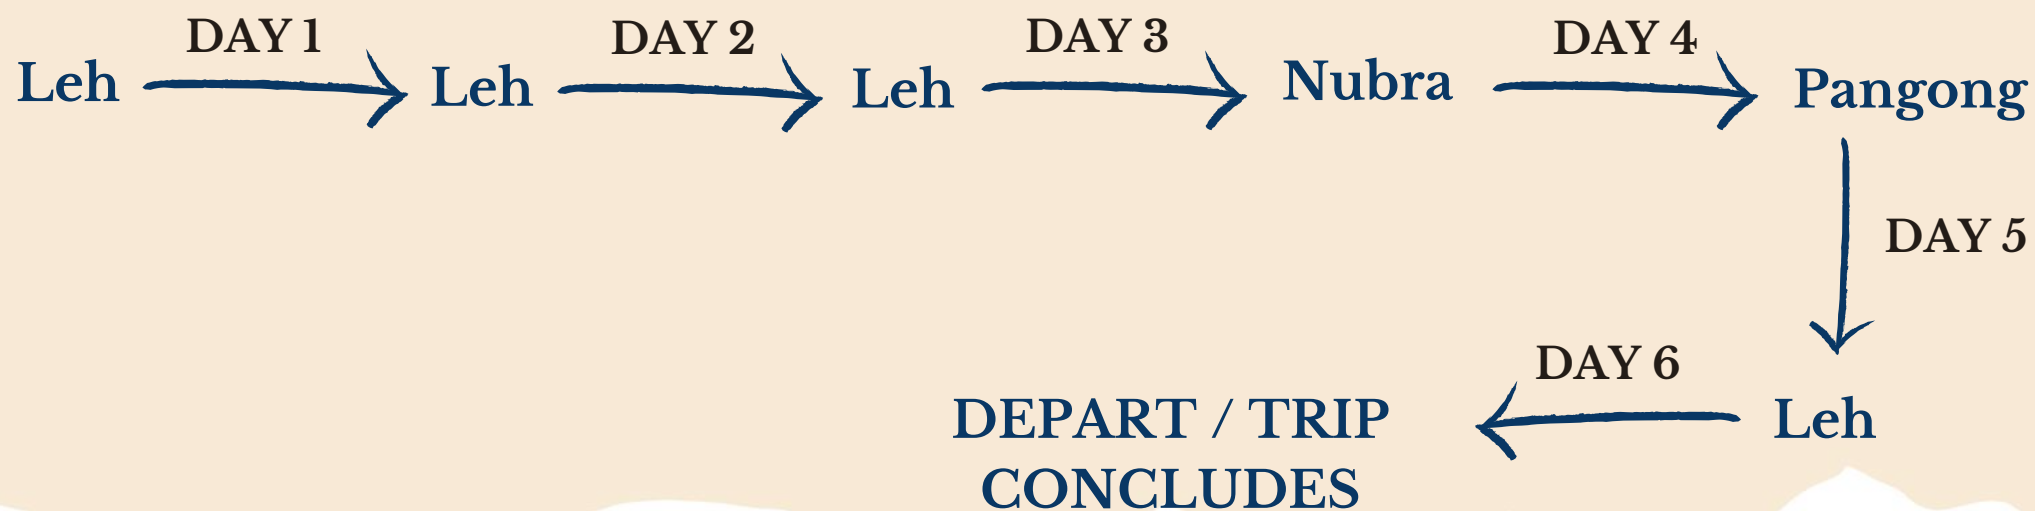 Leh DAY 1 Leh DAY 2 Leh DAY 3 Nubra DAY 4 Pangong
DAY 5
DAY 6
Leh
DEPART / TRIP
CONCLUDES